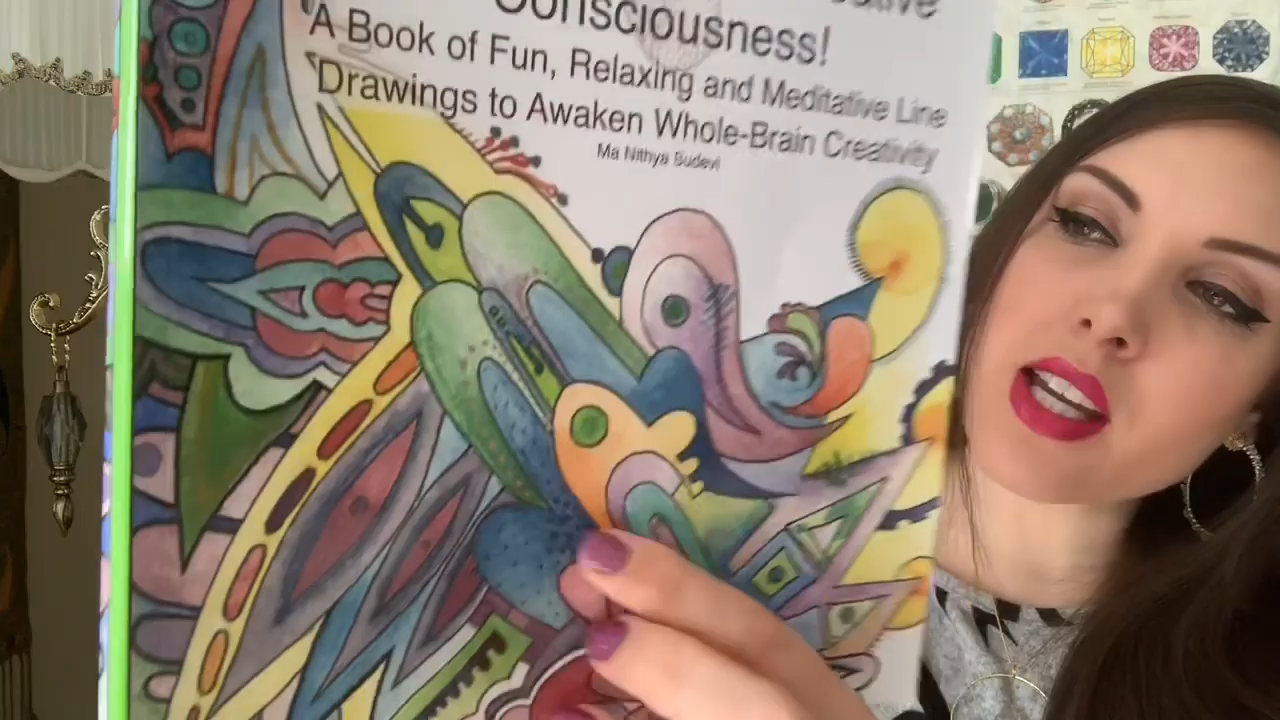 Consciousness!
A Book of Fun, Relaxing and Meditative Line
Drawings to Awaken Whole-Brain Creativity
Ma Nithya Sudevi